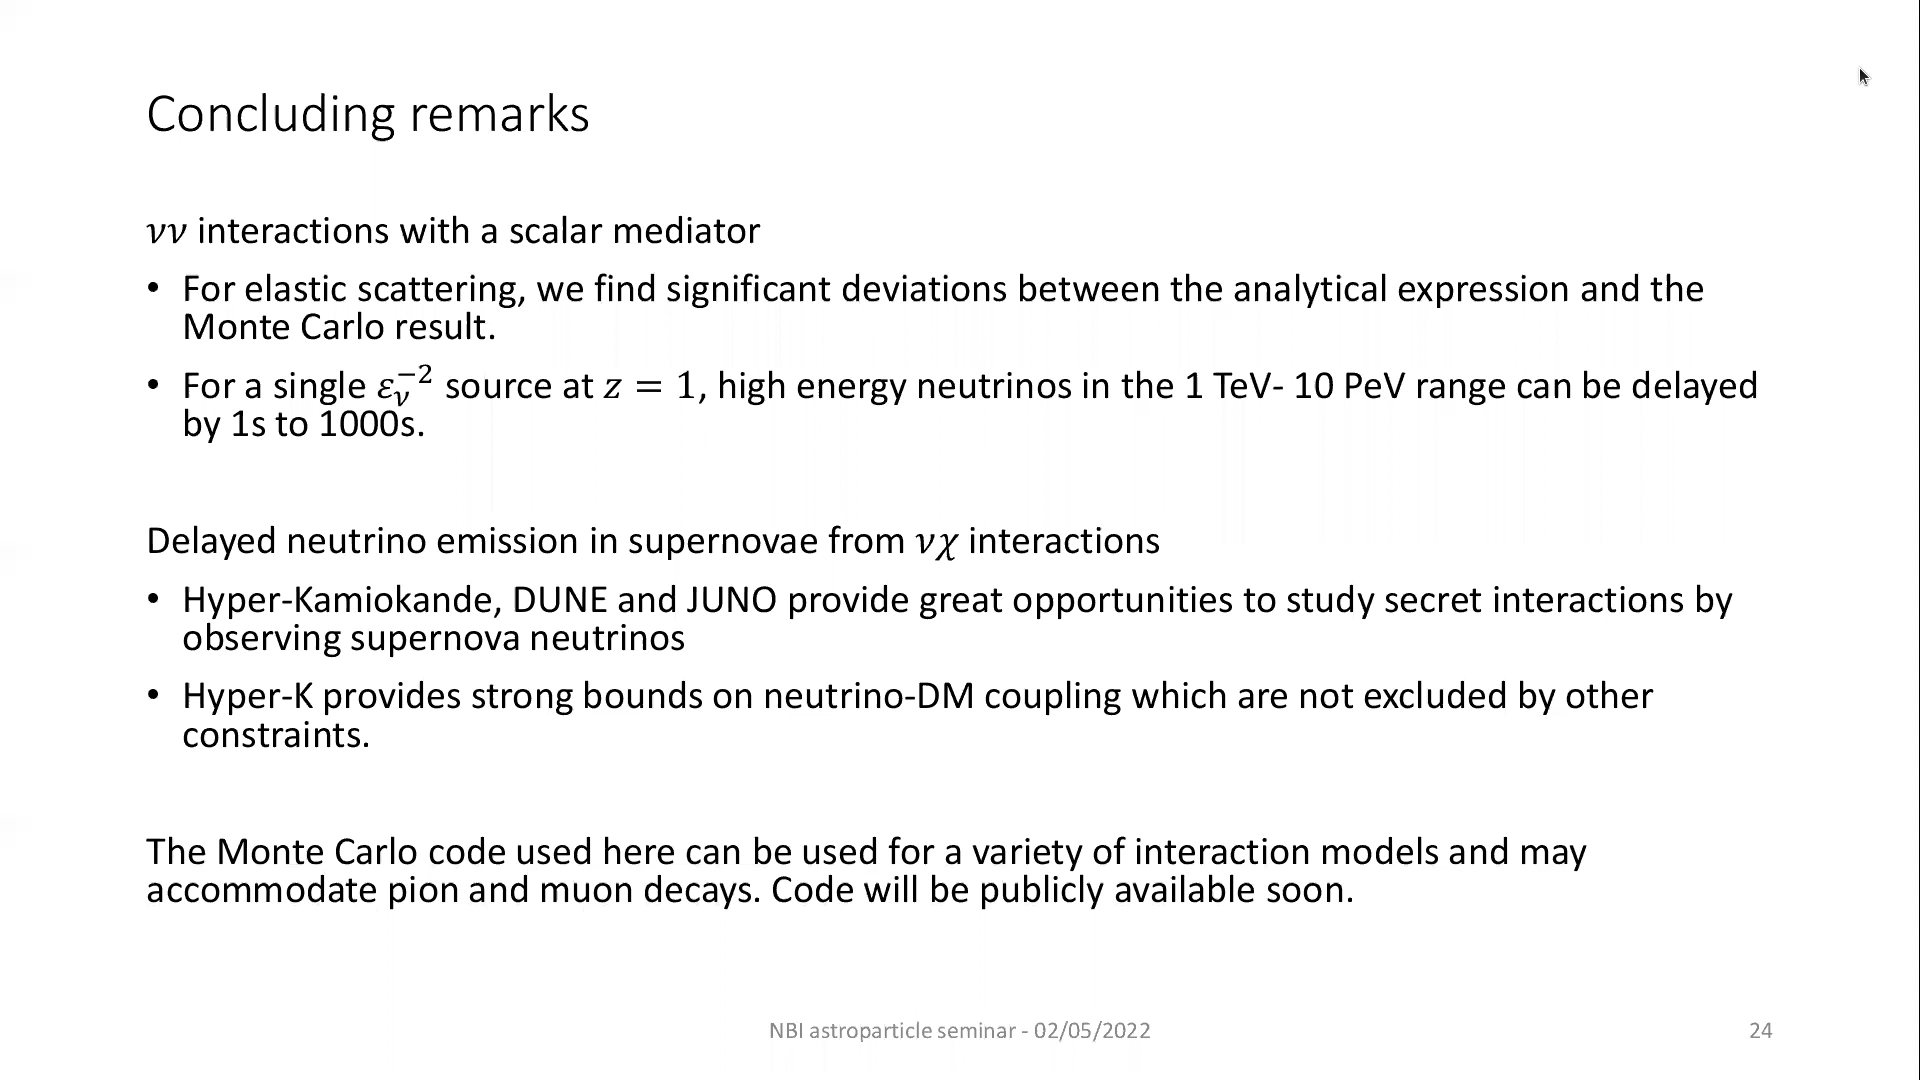 Concluding remarks
𝜈𝜈 interactions with a scalar mediator
• For elastic scattering, we find significant deviations between the analytical expression and the
Monte Carlo result.
• For a single 𝜀_𝜈^{−2} source at 𝑧 = 1, high energy neutrinos in the 1 TeV- 10 PeV range can be delayed
by 1s to 1000s.
Delayed neutrino emission in supernovae from 𝜈𝜒 interactions
• Hyper-Kamiokande, DUNE and JUNO provide great opportunities to study secret interactions by
observing supernova neutrinos
• Hyper-K provides strong bounds on neutrino-DM coupling which are not excluded by other
constraints.
The Monte Carlo code used here can be used for a variety of interaction models and may
accommodate pion and muon decays. Code will be publicly available soon.
NBI astroparticle seminar - 02/05/2022
24